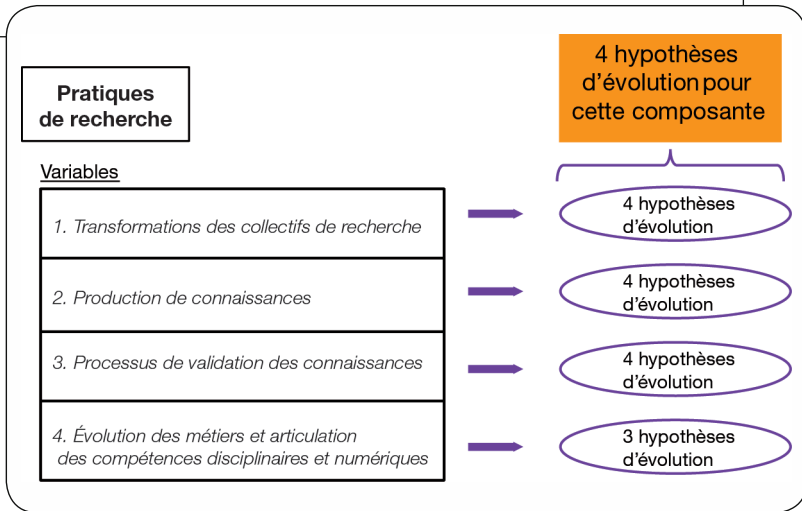 Pratiques
de recherche
4 hypothèses
d'évolution pour
cette composante
Variables
1. Transformations des collectifs de recherche
4 hypothèses
d'évolution
2. Production de connaissances
4 hypothèses
d'évolution
3. Processus de validation des connaissances
4 hypothèses
d'évolution
4. Évolution des métiers et articulation
des compétences disciplinaires et numériques
3 hypothèses
d'évolution